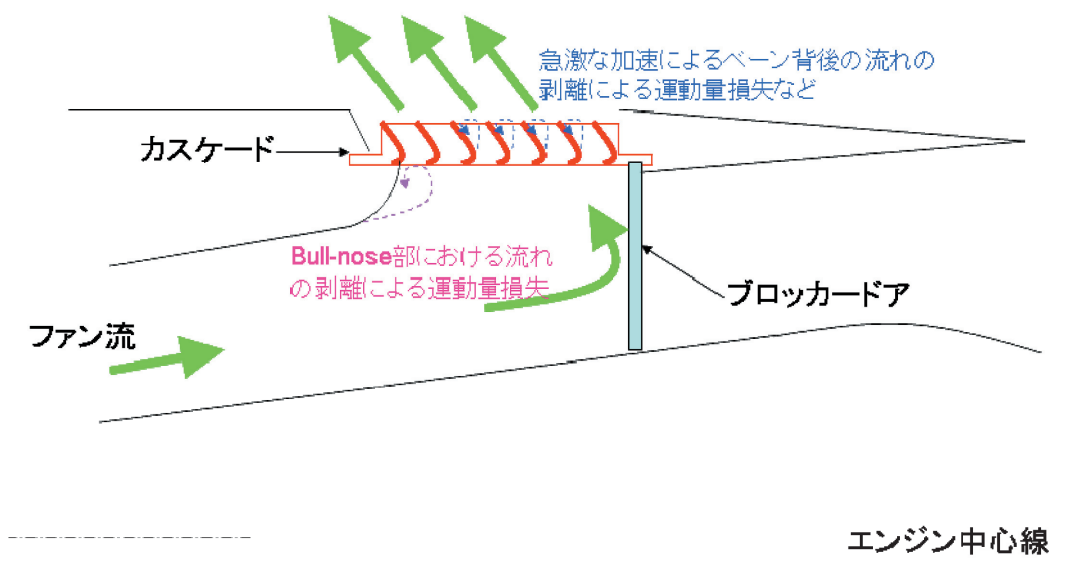 急激な加速によるベーン背後の流れの
剥離による運動量損失など
カスケード
Bull-nose部における流れ
の剥離による運動量損失
ブロッカードア
ファン流
エンジン中心線